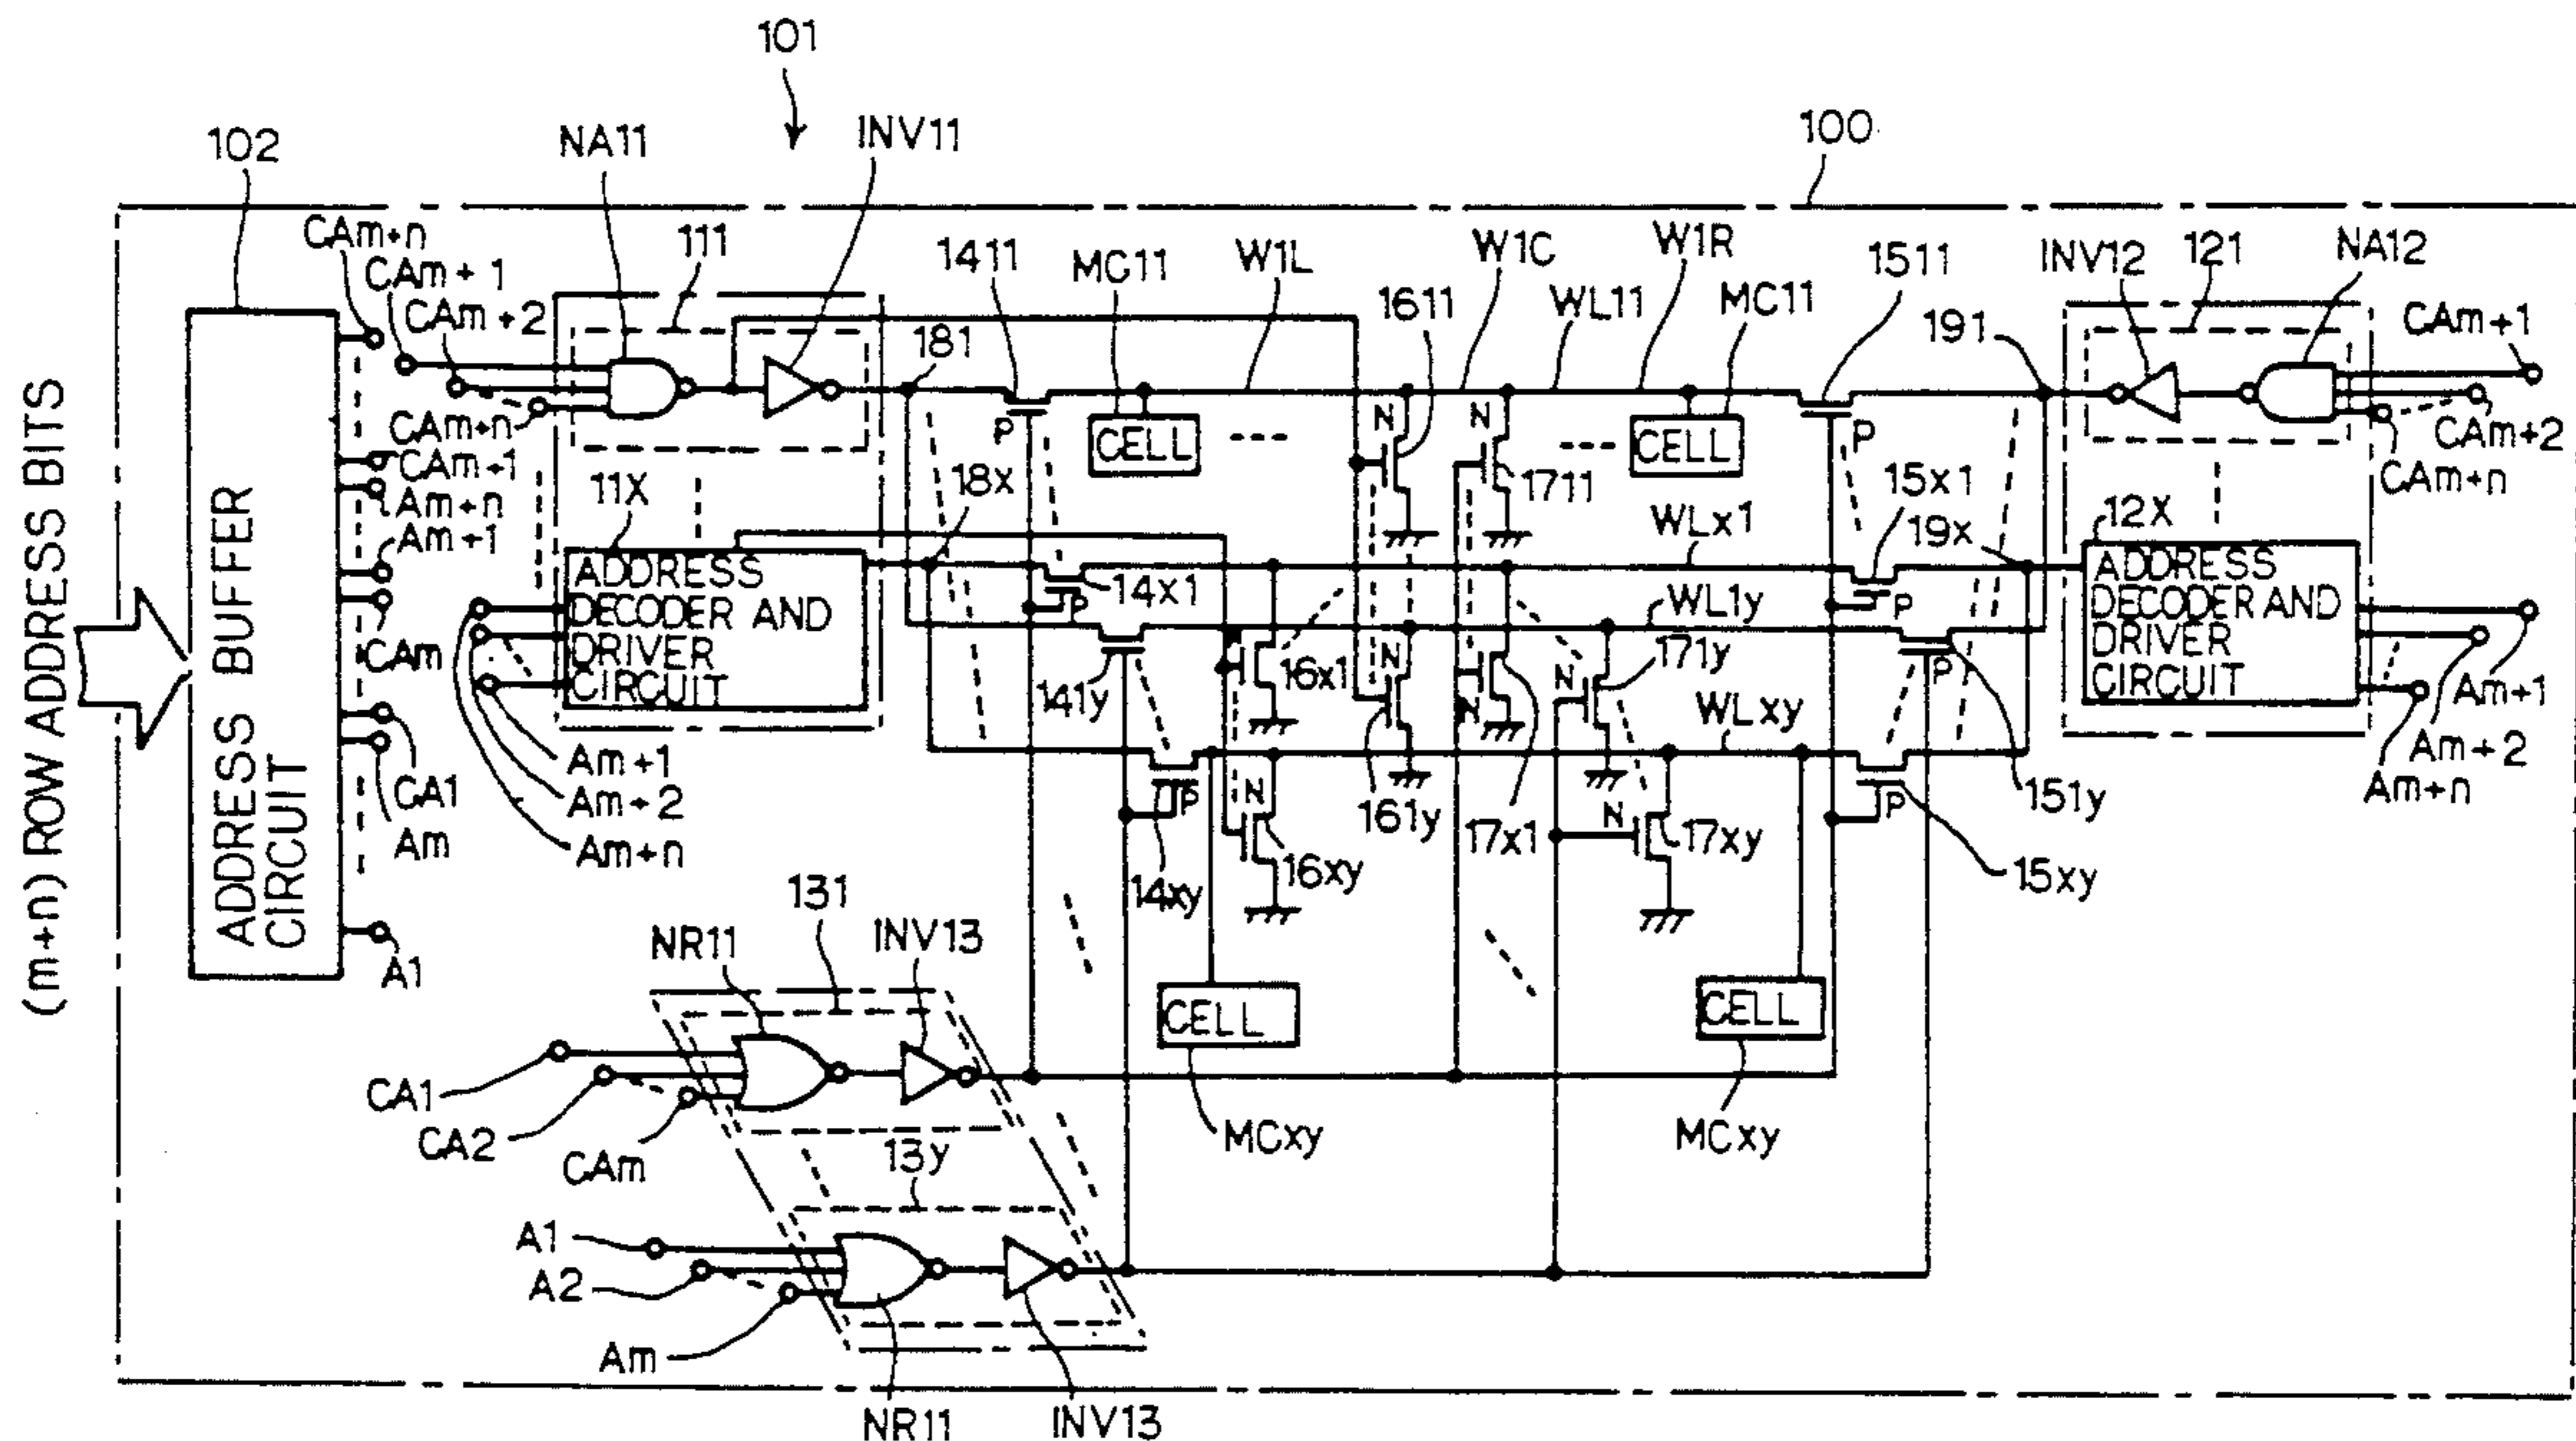 101
102
NA11
INV11
100
CAm+n
CAm+1
CAm+2
111
1411
MC11
W1L
W1C
W1R
1511
INV12
121
NA12
1611
WL11
MC11
181
191
CAm+1
CAm+n
P
CELL
N
N
CELL
P
CAm+2
CAm+n
CAm+1
Am+n
Am+1
11X
18X
1711
15X1
19X
12X
WLX1
ADDRESS DECODER AND DRIVER CIRCUIT
14X1
P
P
WL1y
ADDRESS DECODER AND DRIVER CIRCUIT
(m+n) ROW ADDRESS BITS
ADDRESS BUFFER CIRCUIT
CAm
141y
16X1
N
N
N
171y
P
Am+1
Am+2
Am+n
WLXy
CA1
Am
Am+1
Am+2
Am+n
P
14Xy
N
16Xy
161y
17X1
N
17Xy
P
151y
15Xy
A1
131
NR11
INV13
CELL
CELL
CA1
CA2
CAm
MCXy
MCXy
13y
A1
A2
Am
NR11
INV13